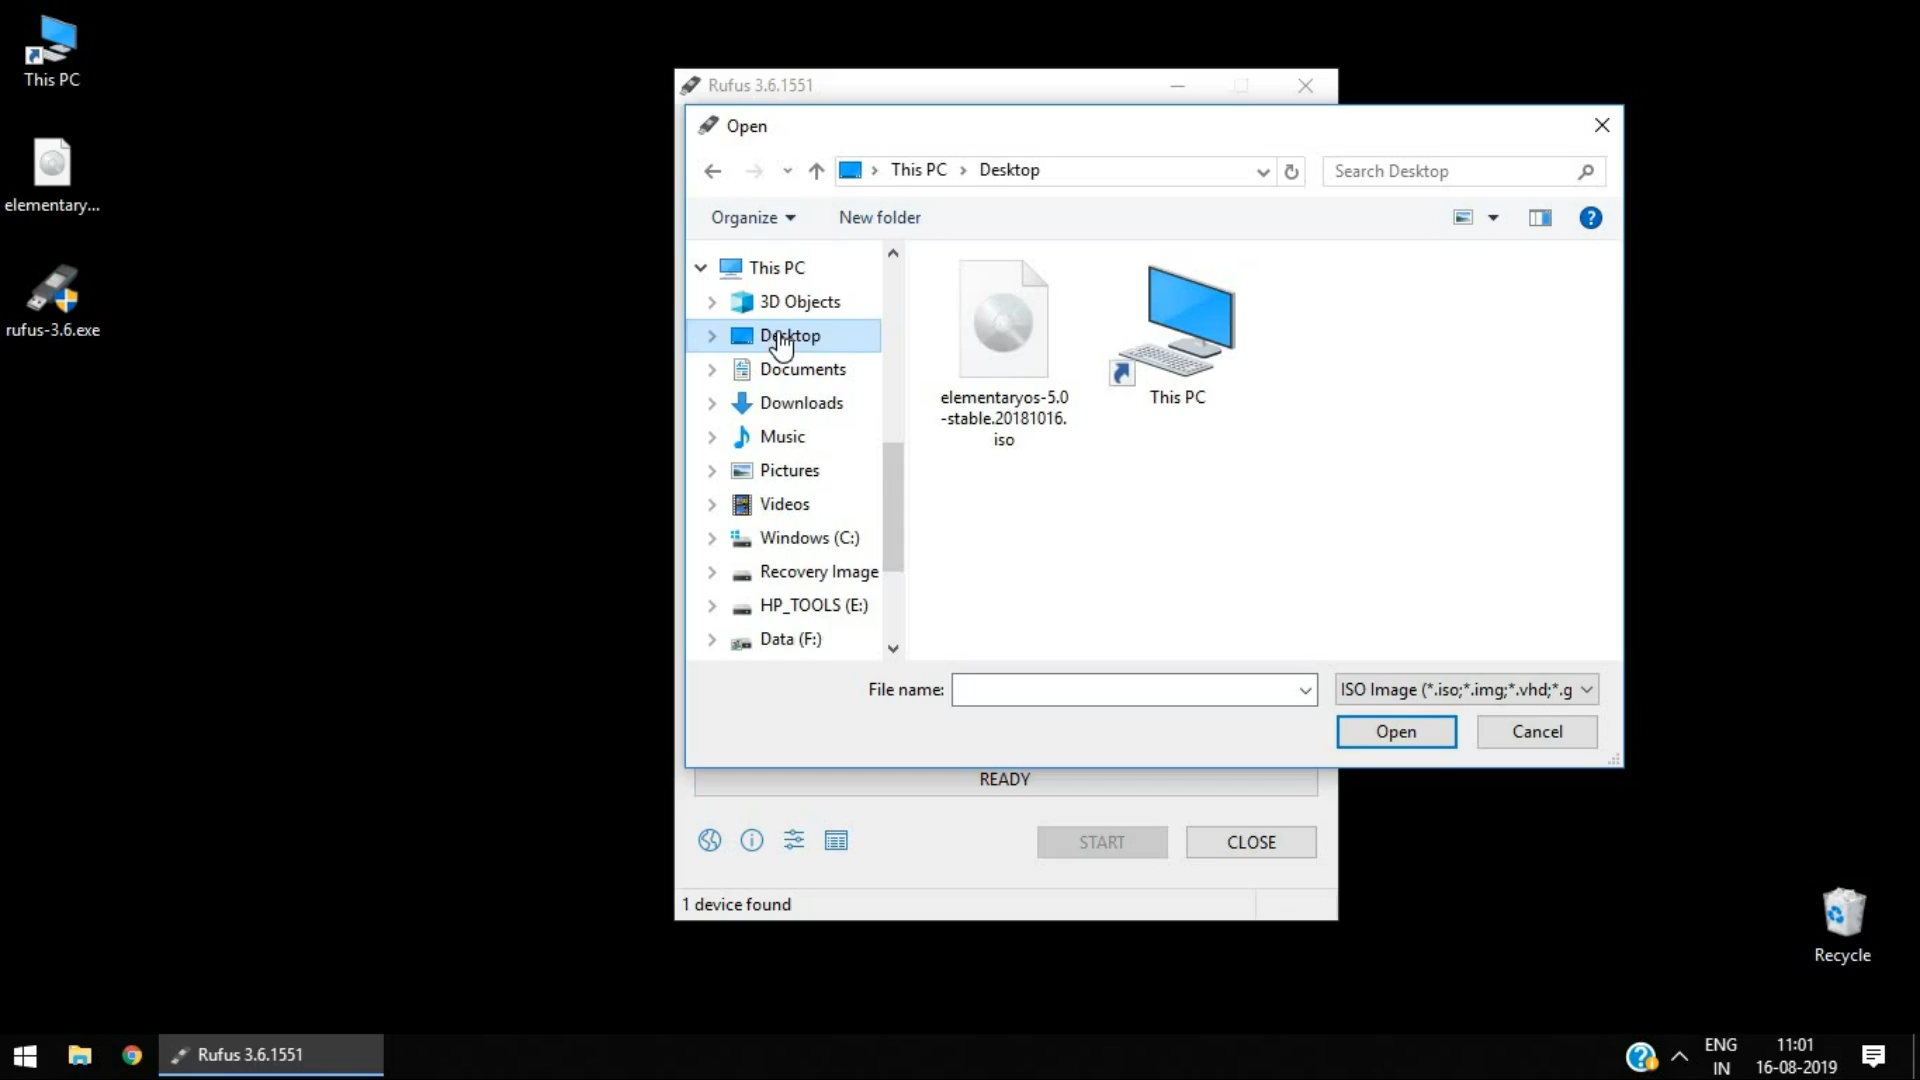 This PC
elementary...
rufus-3.6.exe
Rufus 3.6.1551
Open
This PC
Desktop
Search Desktop
Organize
New folder
?
This PC
3D Objects
Desktop
Documents
Downloads
Music
Pictures
Videos
Windows (C:)
Recovery Image
HP_TOOLS (E:)
Data (F:)
elementaryos-5.0
-stable.20181016.
iso
This PC
File name:
ISO Image (*.iso;*.img;*.vhd;*.g
Open
Cancel
READY
START
CLOSE
1 device found
Recycle
Rufus 3.6.1551
ENG
IN
11:01
16-08-2019